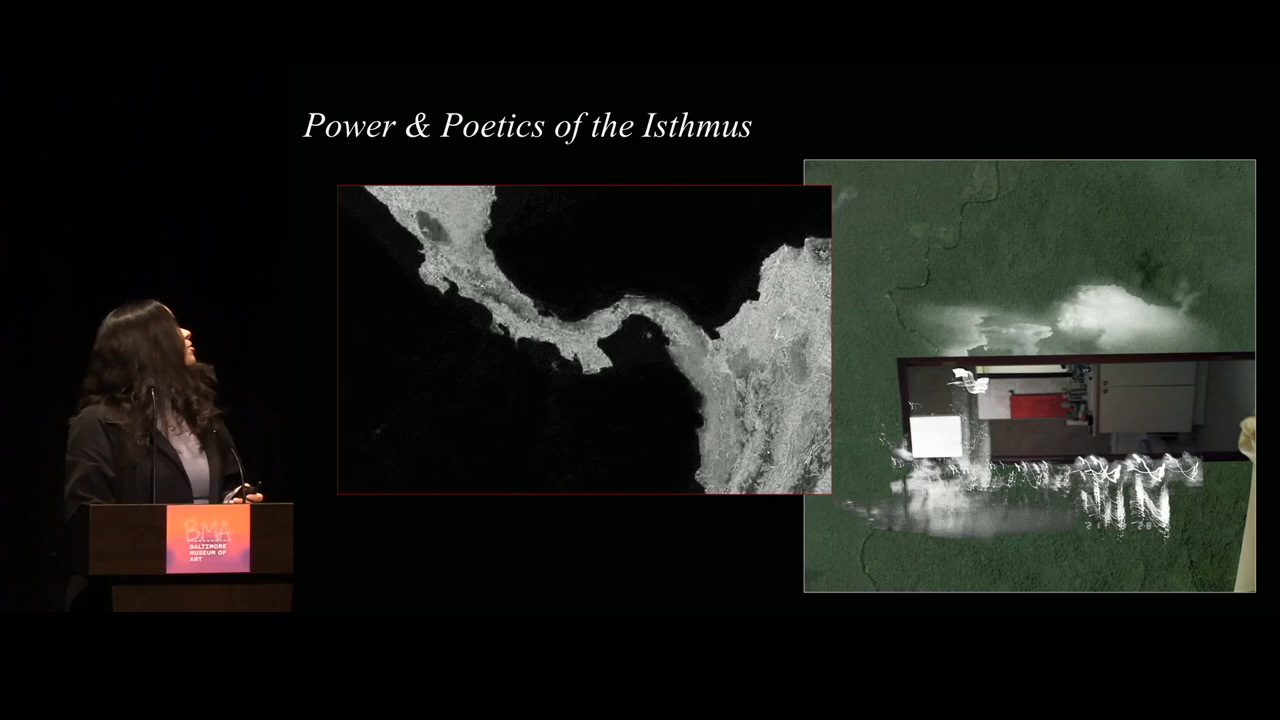 Power & Poetics of the Isthmus
BMA
BALTIMORE
MUSEUM OF
ART